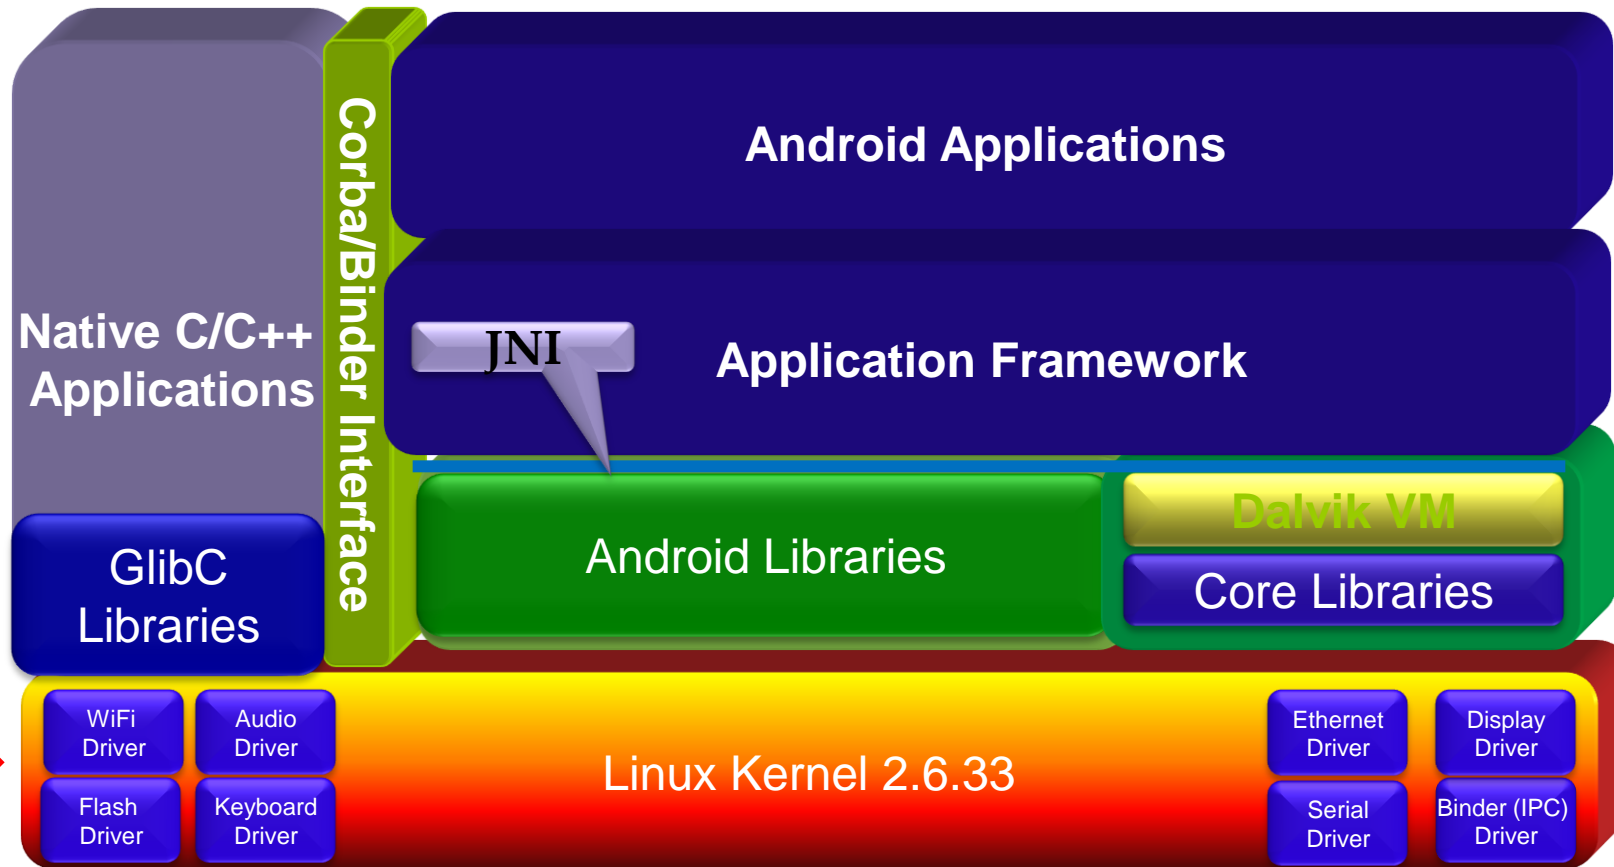 Android Applications
Corba/Binder Interface
Native C/C++
Applications
JNI
Application Framework
Dalvik VM
Android Libraries
GlibC
Libraries
Core Libraries
WiFi
Driver
Audio
Driver
Ethernet
Driver
Display
Driver
Linux Kernel 2.6.33
Flash
Driver
Keyboard
Driver
Serial
Driver
Binder (IPC)
Driver